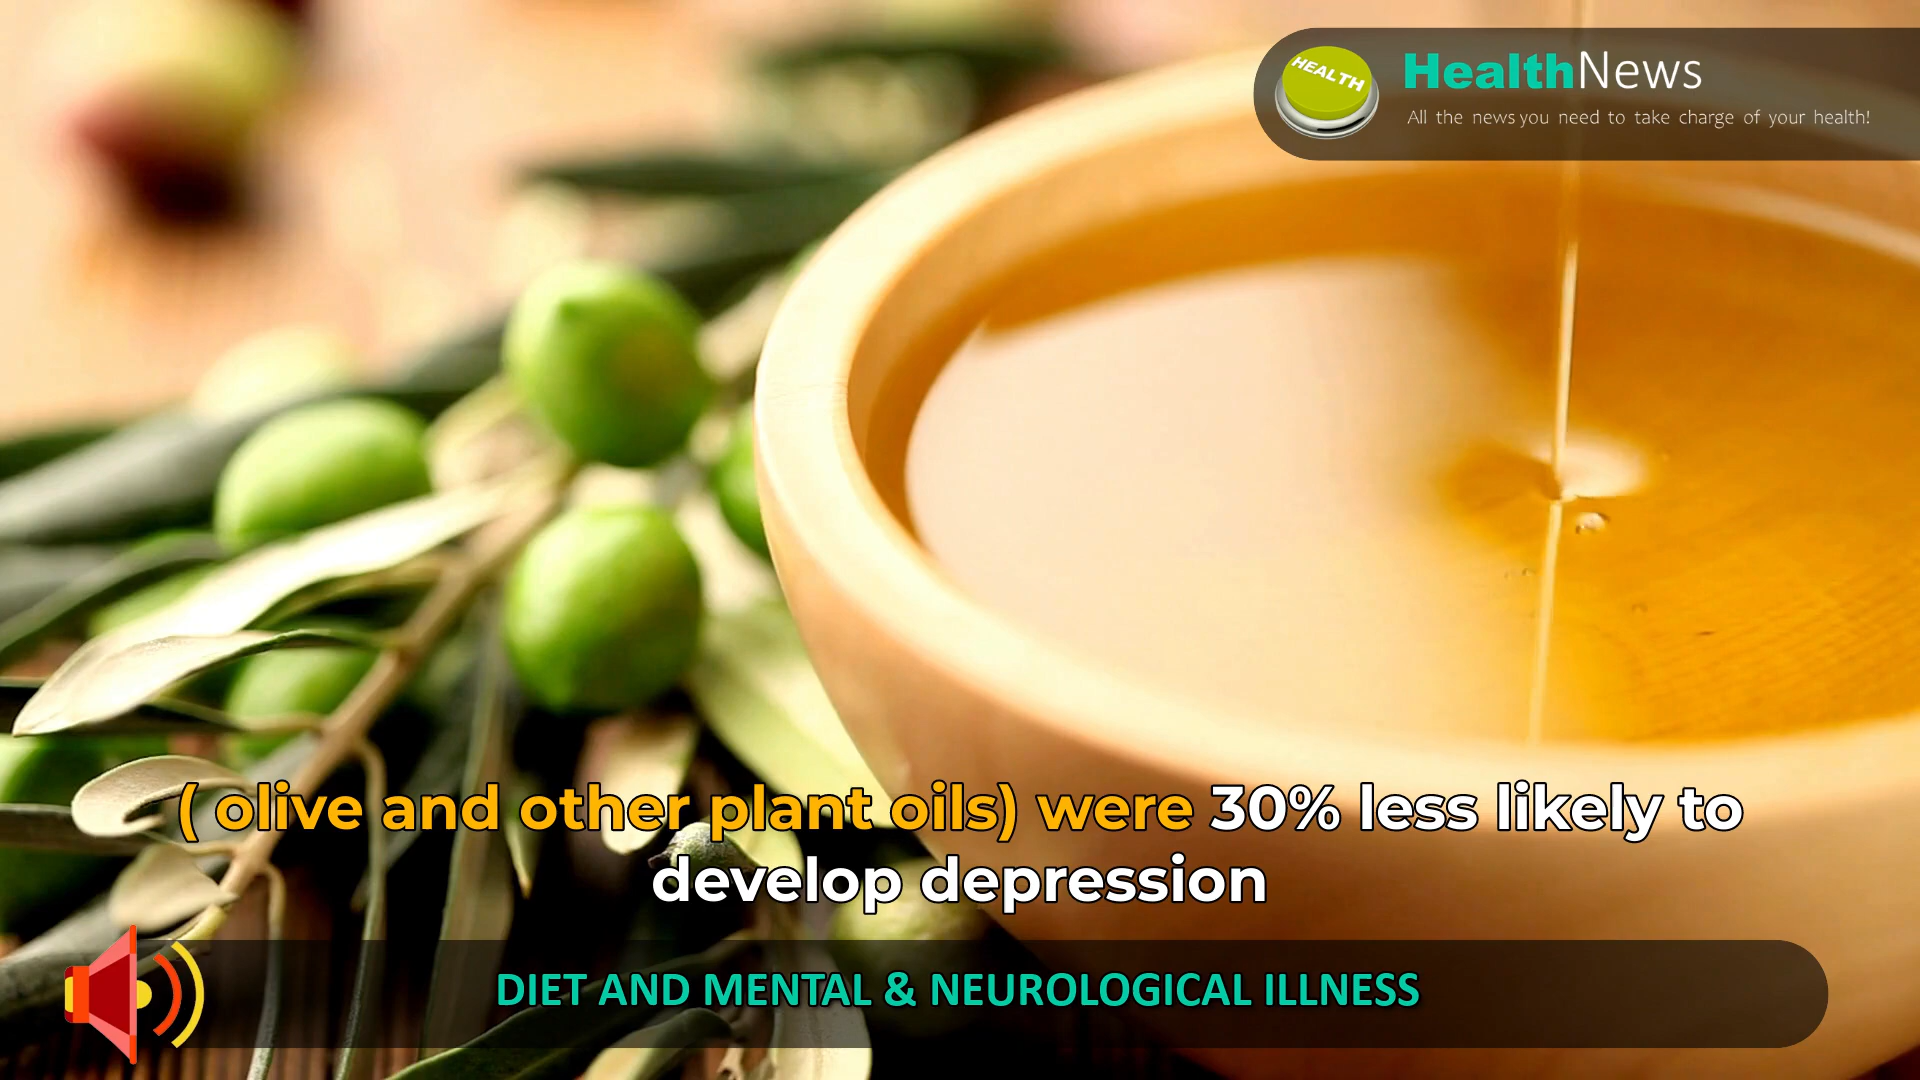 HEALTH
HealthNews
All the news you need to take charge of your health!
( olive and other plant oils) were 30% less likely to
develop depression
DIET AND MENTAL & NEUROLOGICAL ILLNESS